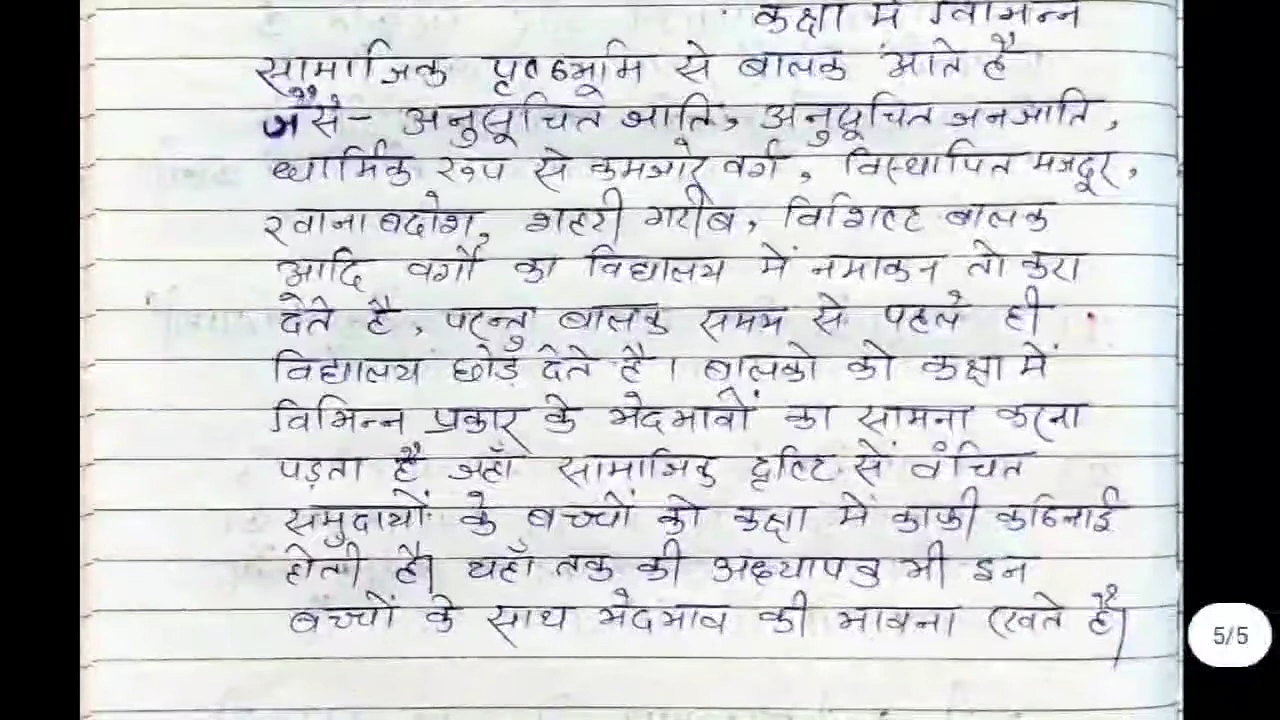 कक्षा में विभिन्न
सामाजिक पृष्ठभूमि से बालक आते है
जैसे - अनुसूचित जाति, अनुसूचित जनजाति,
धार्मिक रूप से कमजोर वर्ग, विस्थापित मजदूर,
खानाबदोश, शहरी गरीब, विशिष्ट बालक
आदि वर्गों का विद्यालय में नमाकन तो करा
देते है, परन्तु बालक समय से पहले ही
विद्यालय छोड़ देते है। बालको को कक्षा में
विभिन्न प्रकार के भेदभावों का सामना करना
पड़ता है जहाँ सामाजिक दृष्टि से वंचित
समुदायों के बच्चों को कक्षा में काफी कठिनाई
होती है। यहाँ तक की अध्यापक भी इन
बच्चों के साथ भेदभाव की भावना रखते है।
5/5